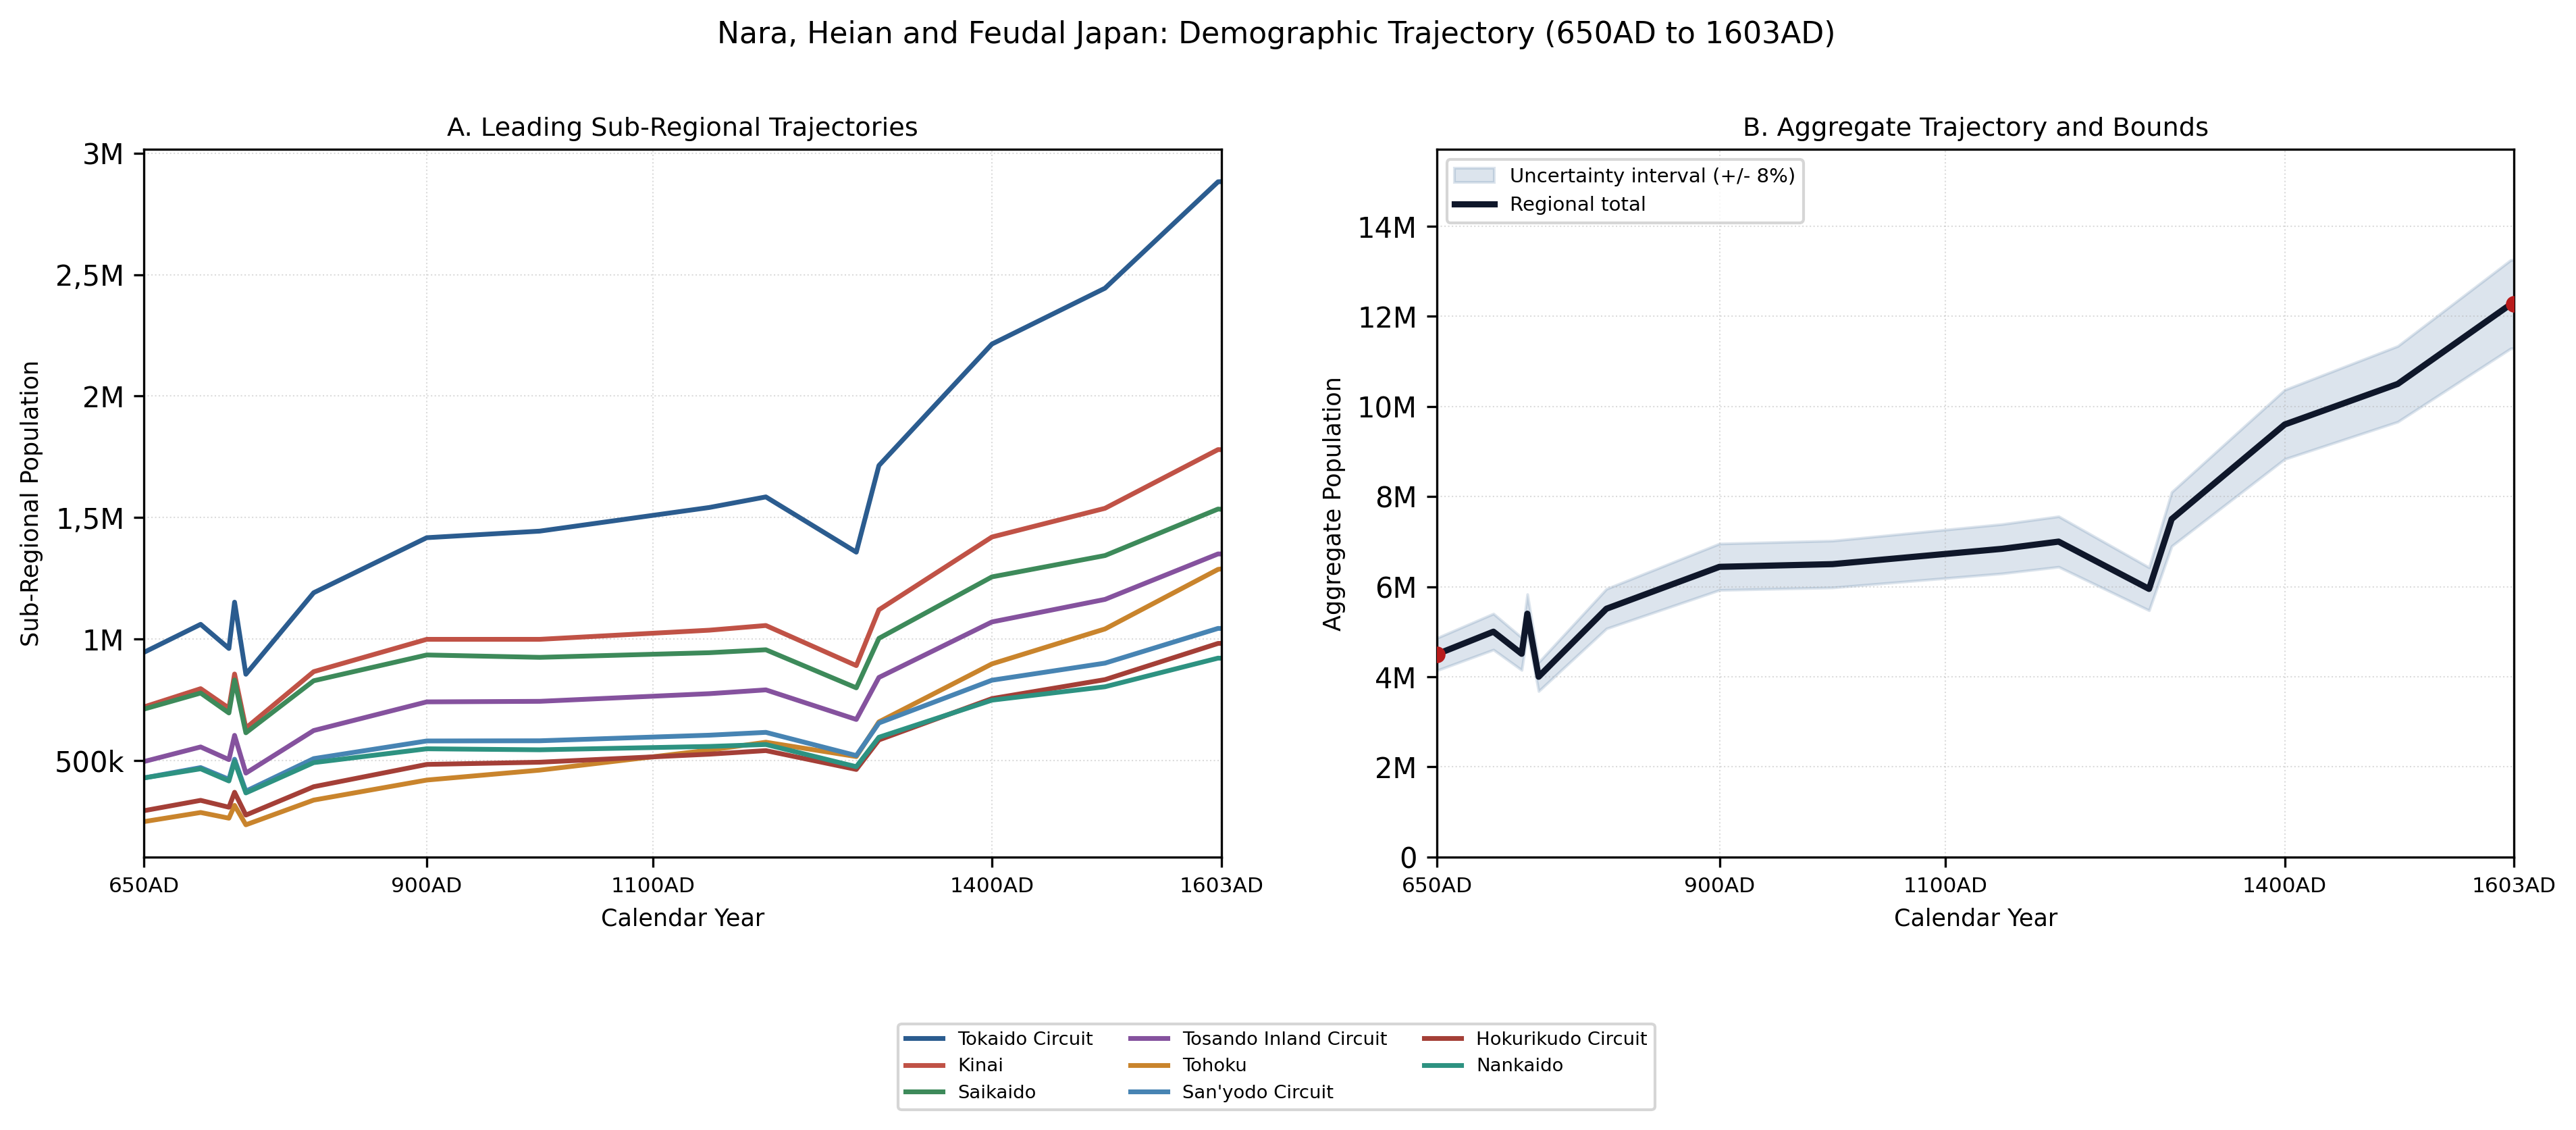 Nara, Heian and Feudal Japan: Demographic Trajectory (650AD to 1603AD)
A. Leading Sub-Regional Trajectories
3M
2,5M
2M
1,5M
1M
500k
Sub-Regional Population
650AD
900AD
1100AD
1400AD
1603AD
Calendar Year
B. Aggregate Trajectory and Bounds
Uncertainty interval (+/- 8%)
Regional total
14M
12M
10M
8M
6M
4M
2M
0
Aggregate Population
650AD
900AD
1100AD
1400AD
1603AD
Calendar Year
Tokaido Circuit
Kinai
Saikaido
Tosando Inland Circuit
Tohoku
San'yodo Circuit
Hokurikudo Circuit
Nankaido